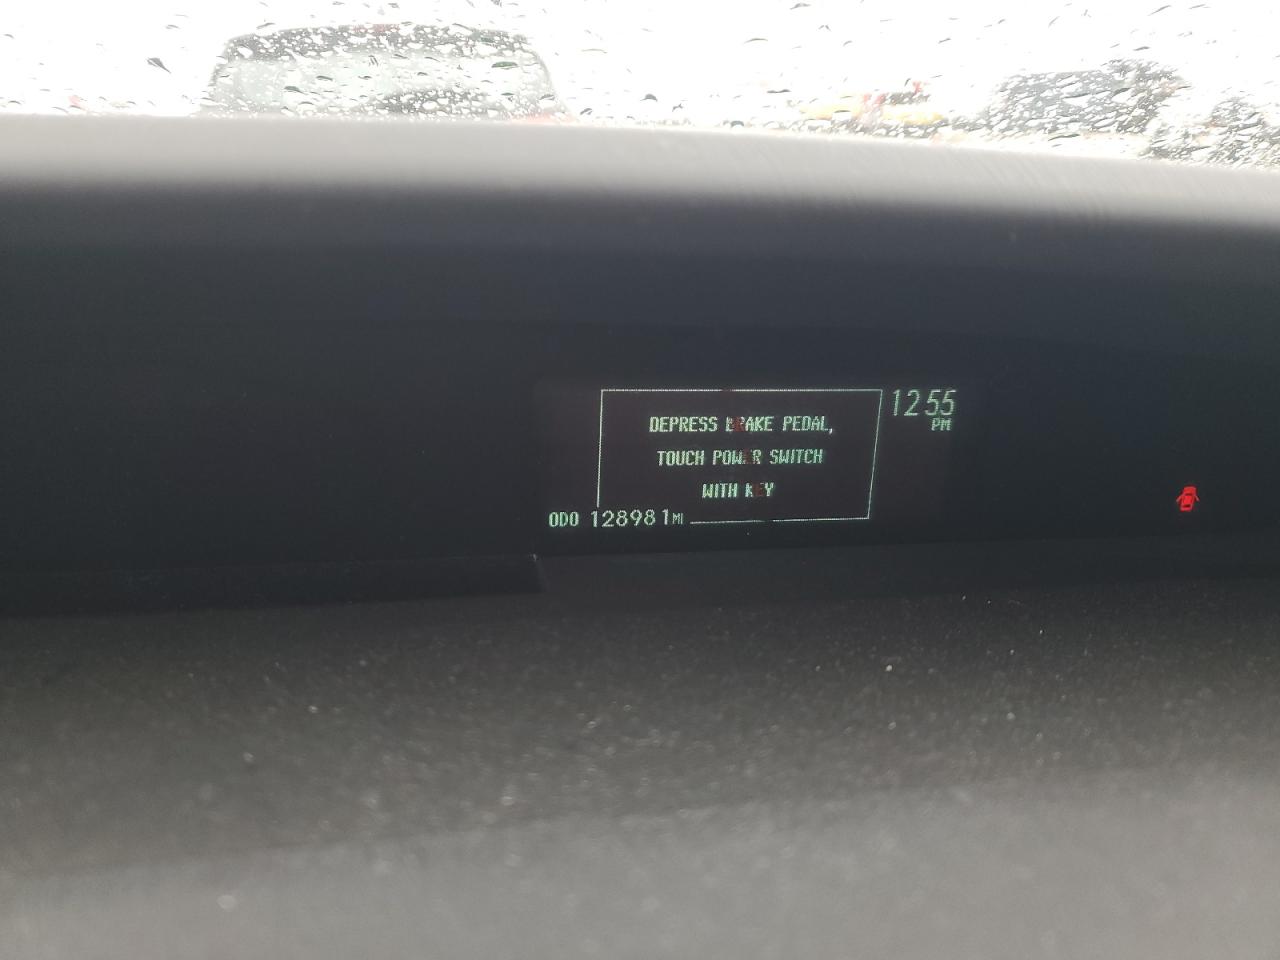 DEPRESS BRAKE PEDAL,
TOUCH POWER SWITCH
WITH KEY
12:55
PM
ODO 128981 MI